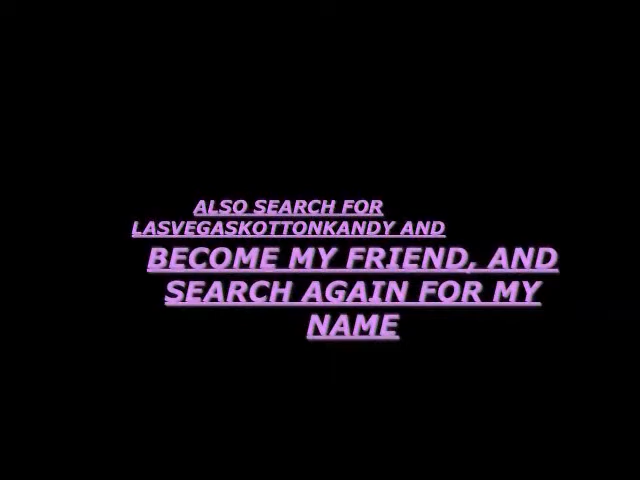 ALSO SEARCH FOR
LASVEGASKOTTONKANDY AND
BECOME MY FRIEND, AND
SEARCH AGAIN FOR MY
NAME